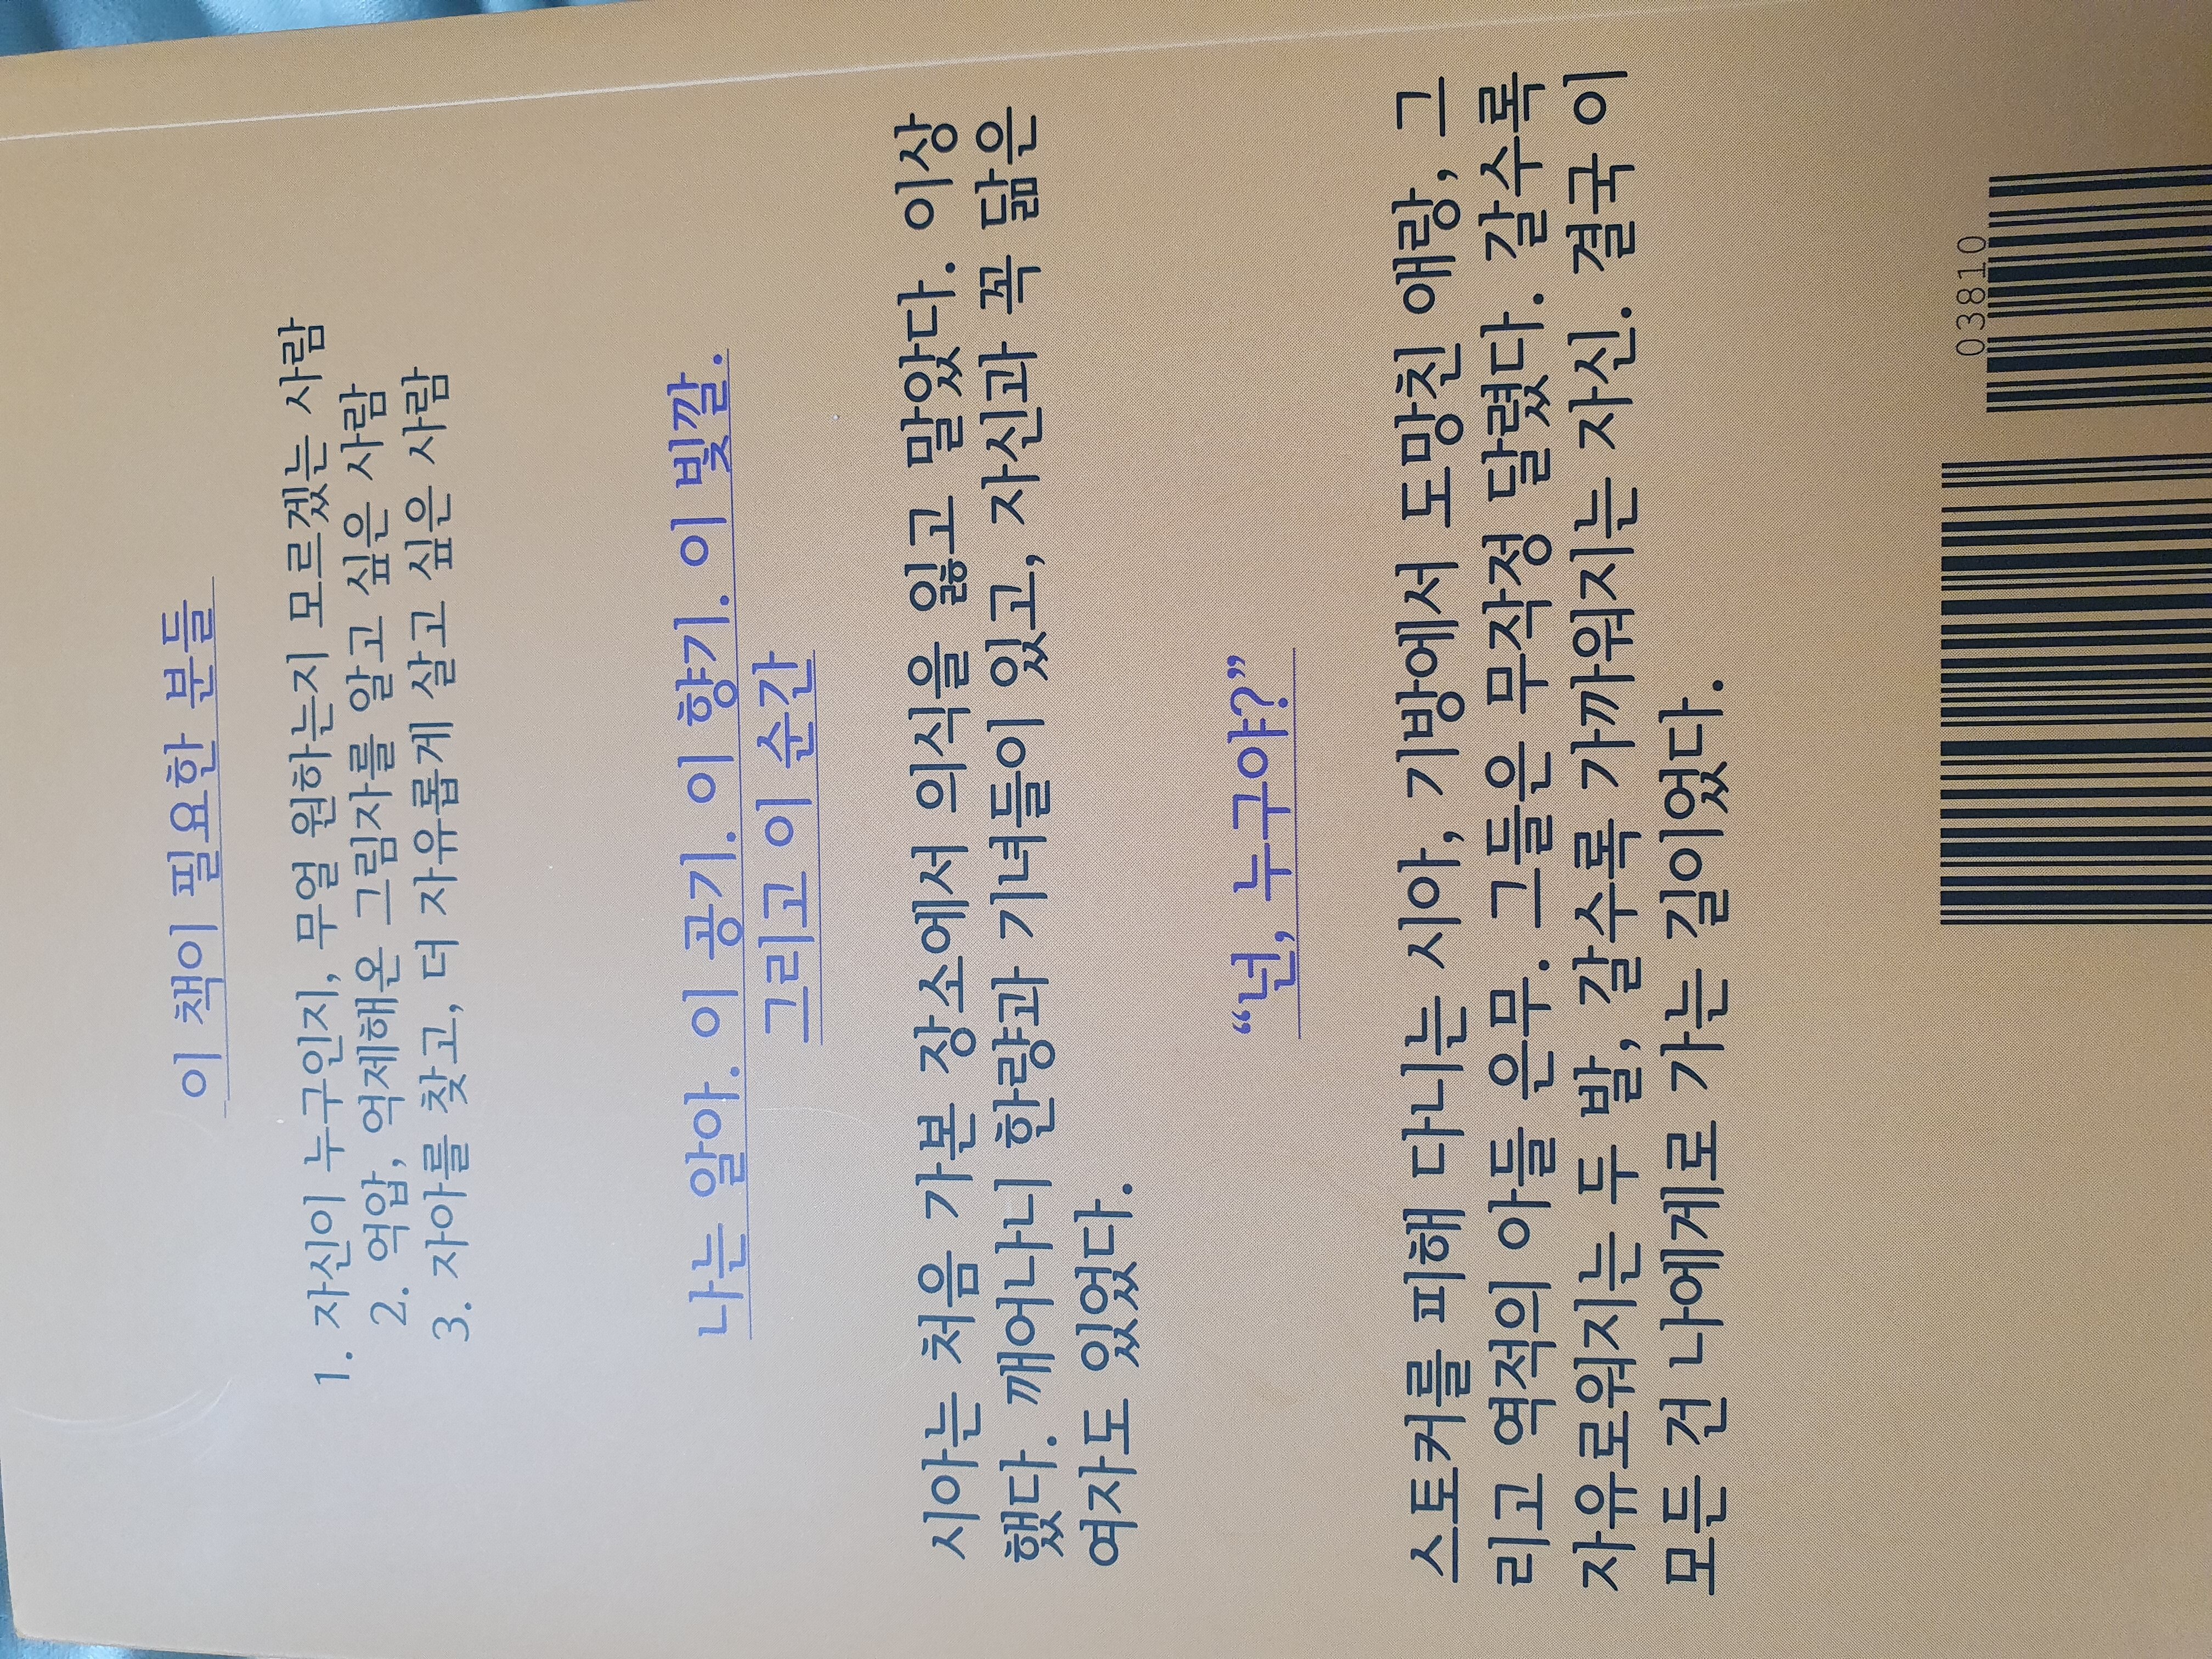 이 책이 필요한 분들
1. 자신이 누구인지, 무얼 원하는지 모르겠는 사람
2. 억압, 억제해온 그림자를 알고 싶은 사람
3. 자아를 찾고, 더 자유롭게 살고 싶은 사람
나는 알아. 이 공기. 이 향기. 이 빛깔.
그리고 이 순간
시아는 처음 가본 장소에서 의식을 잃고 말았다. 이상
했다. 깨어나니 한량과 기녀들이 있고, 자신과 꼭 닮은
여자도 있었다.
“넌, 누구야?”
스토커를 피해 다니는 시아, 기방에서 도망친 애랑, 그
리고 역적의 아들 은무. 그들은 무작정 달렸다. 갈수록
자유로워지는 두 발, 갈수록 가까워지는 자신. 결국 이
모든 건 나에게로 가는 길이었다.
03810